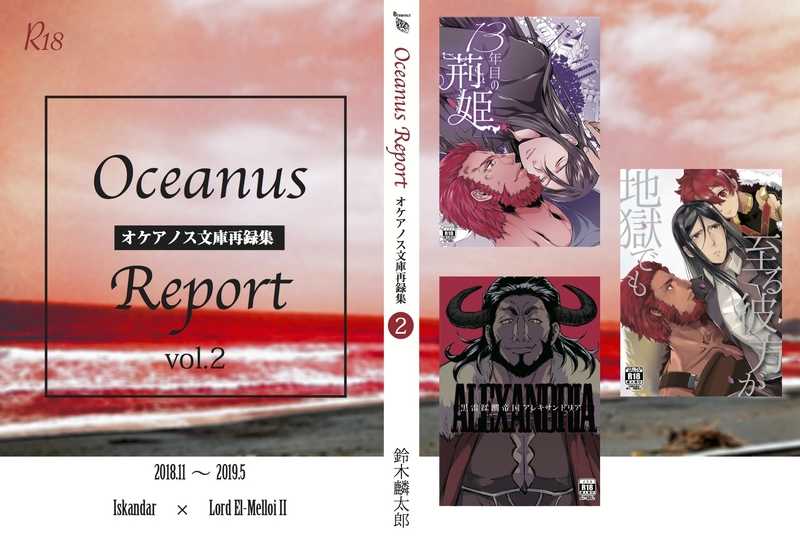 R18
Oceanus
オケアノス文庫再録集
Report
vol.2
2018.11 ～ 2019.5
Iskandar × Lord El-Melloi II
Oceanus Report オケアノス文庫再録集 2
鈴木麟太郎
13年目の
荊姫
R18
至る彼方が
地獄でも
R18
ALEXANDRIA
R18